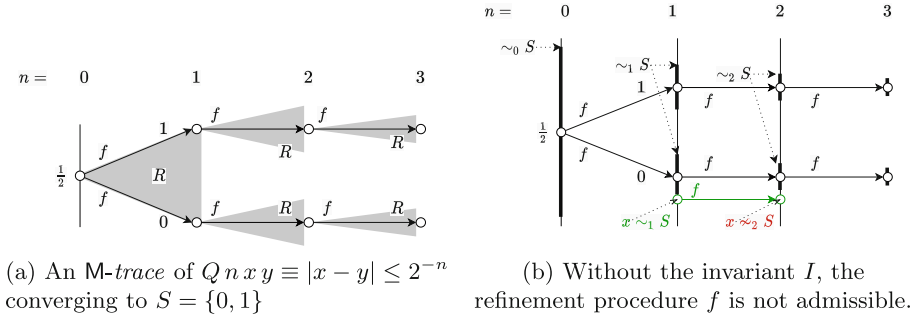 n = 0 1 2 3
f f f
1
R R
1/2 R
f f R f R
0
(a) An M-trace of Q n x y ≡ |x − y| ≤ 2⁻ⁿ
converging to S = {0, 1}
n = 0 1 2 3
∼₀ S
∼₁ S ∼₂ S
1
f f f
1/2
f f f
0
f
x ∼₁ S x ≁₂ S
(b) Without the invariant I, the
refinement procedure f is not admissible.